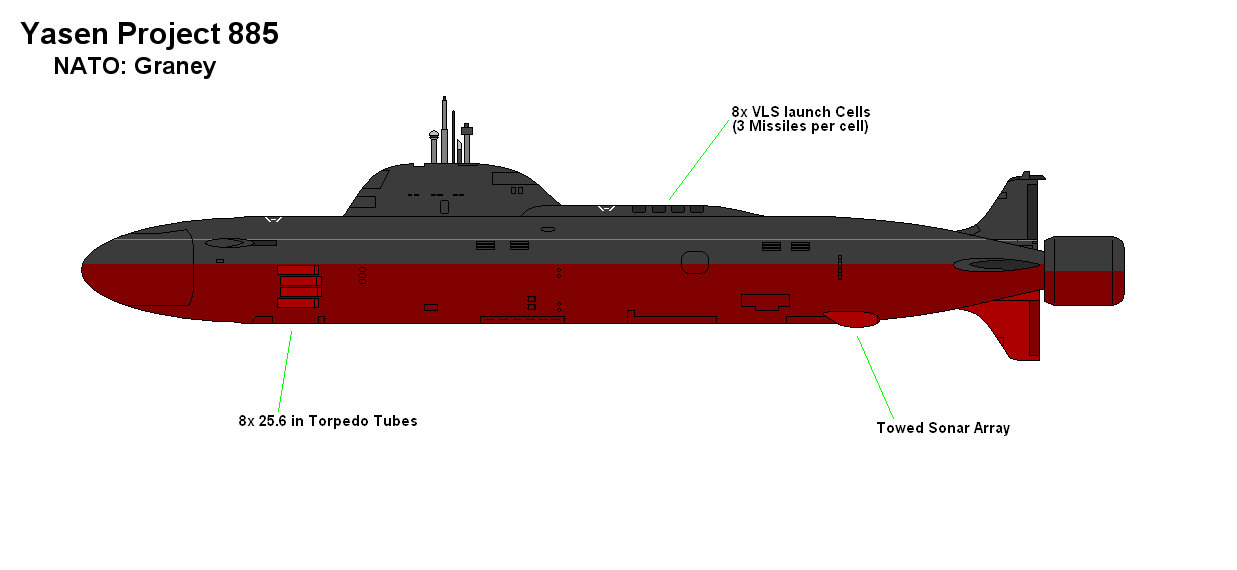 Yasen Project 885
NATO: Graney
8x VLS launch Cells
(3 Missiles per cell)
8x 25.6 in Torpedo Tubes
Towed Sonar Array